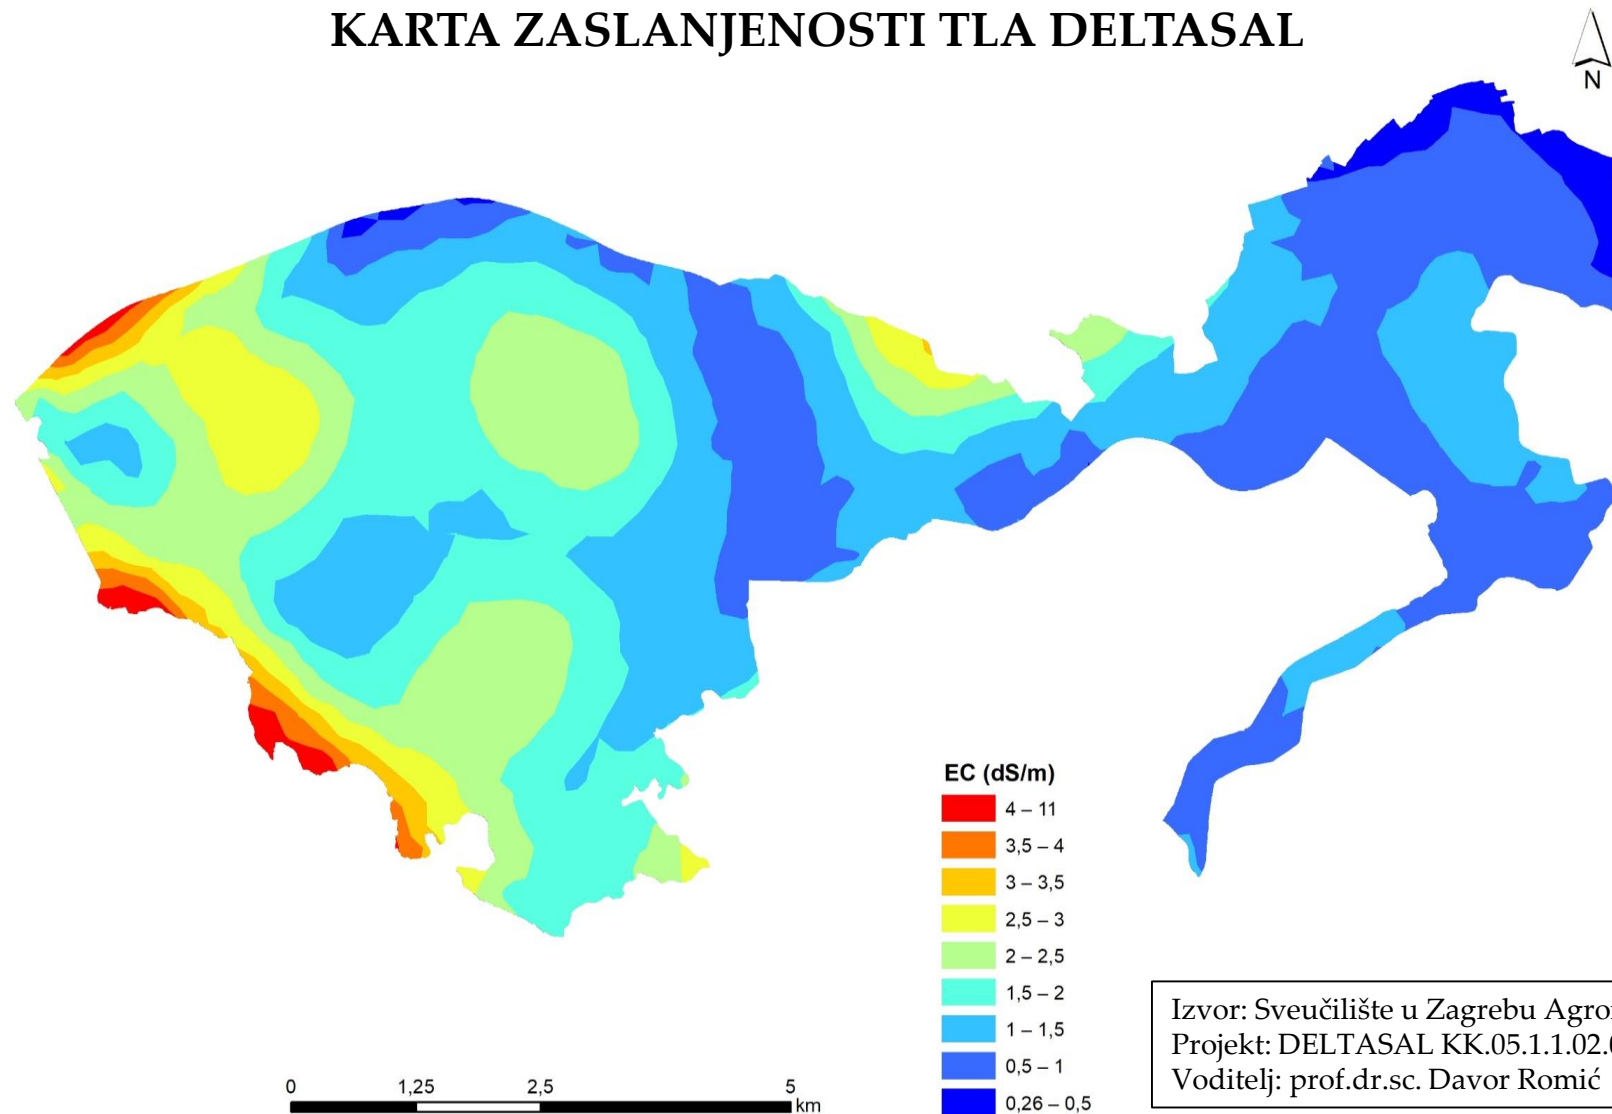 KARTA ZASLANJENOSTI TLA DELTASAL
N
EC (dS/m)
4 – 11
3,5 – 4
3 – 3,5
2,5 – 3
2 – 2,5
1,5 – 2
1 – 1,5
0,5 – 1
0,26 – 0,5
0 1,25 2,5 5
km
Izvor: Sveučilište u Zagrebu
Projekt: DELTASAL
Voditelj: prof.dr.sc. Davor Romić